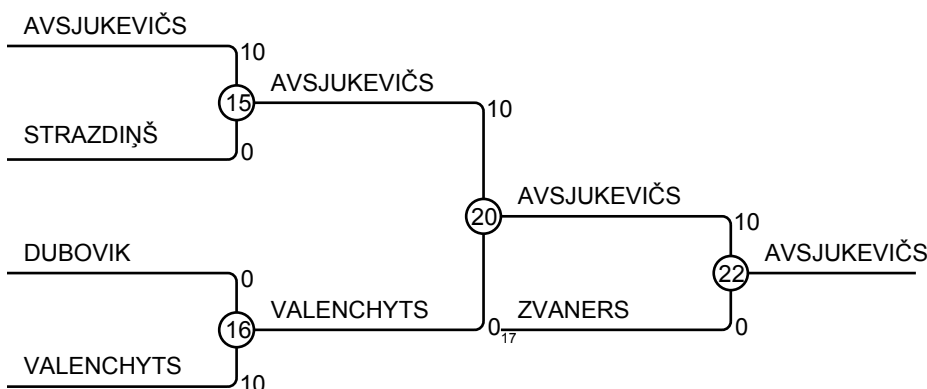 AVSJUKEVIČS
10
15
AVSJUKEVIČS
10
STRAZDIŅŠ
0
20
AVSJUKEVIČS
10
22
AVSJUKEVIČS
DUBOVIK
0
16
VALENCHYTS
0
17
ZVANERS
0
VALENCHYTS
10